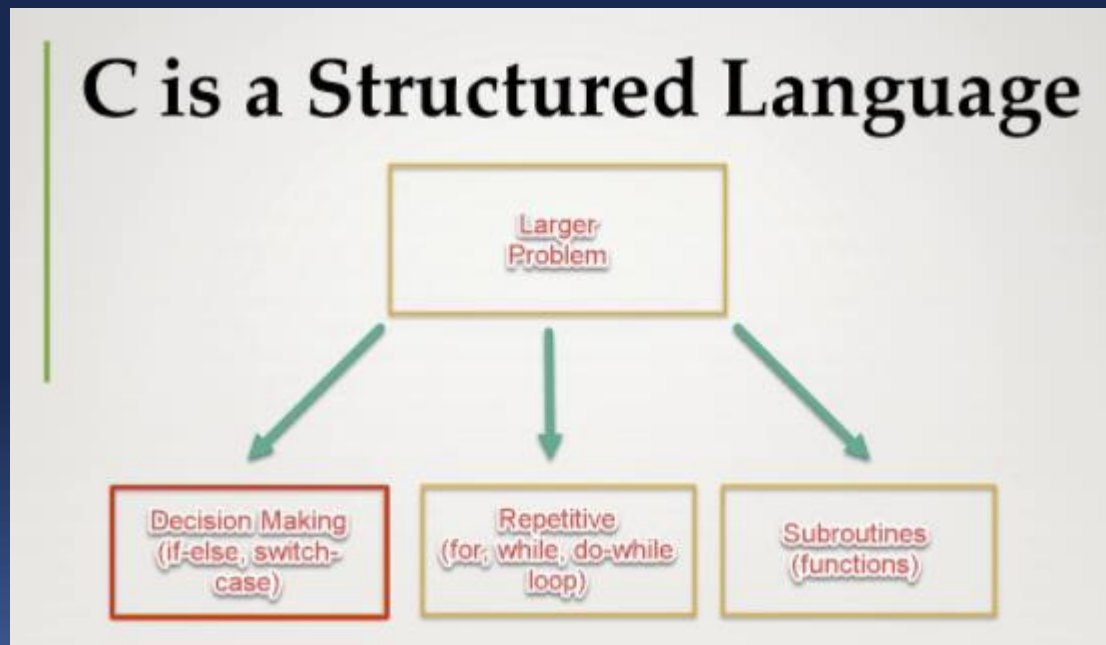 C is a Structured Language
Larger
Problem
Decision Making
(if-else, switch-
case)
Repetitive
(for, while, do-while
loop)
Subroutines
(functions)